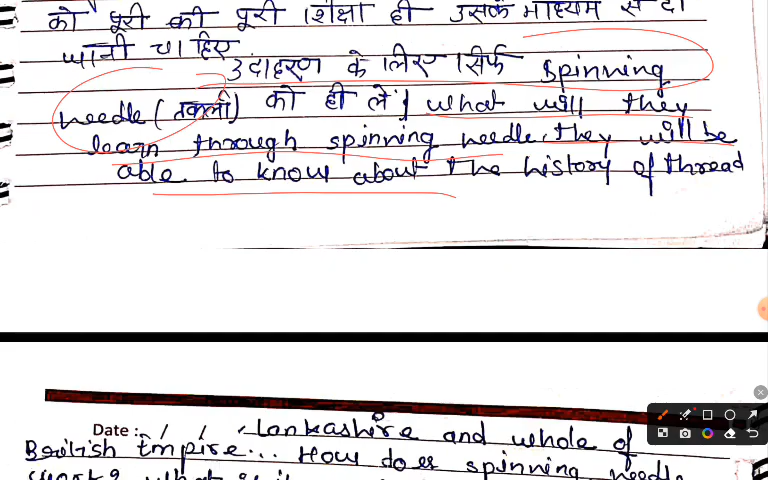 को पूरी की पूरी शिक्षा ही उसके माध्यम से दी
जानी चाहिए
उदाहरण के लिए सिर्फ spinning
needle (तकली) को ही लें। what will they
learn through spinning needle. they will be
able to know about the history of thread
Date : / / , Lankashire and whole of
British Empire... How does spinning needle